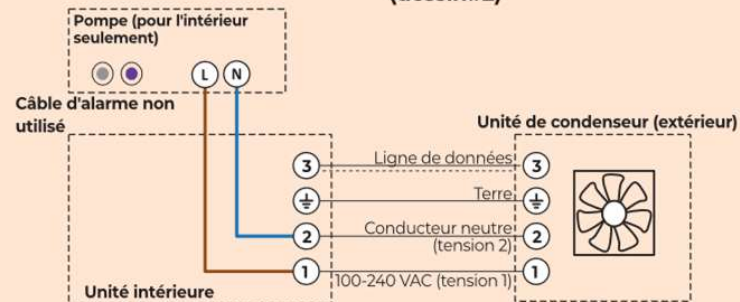 Pompe (pour l'intérieur
seulement)
L N
Câble d'alarme non
utilisé
Unité de condenseur (extérieur)
3 Ligne de données 3
Terre
2 Conducteur neutre 2
(tension 2)
1 100-240 VAC (tension 1) 1
Unité intérieure